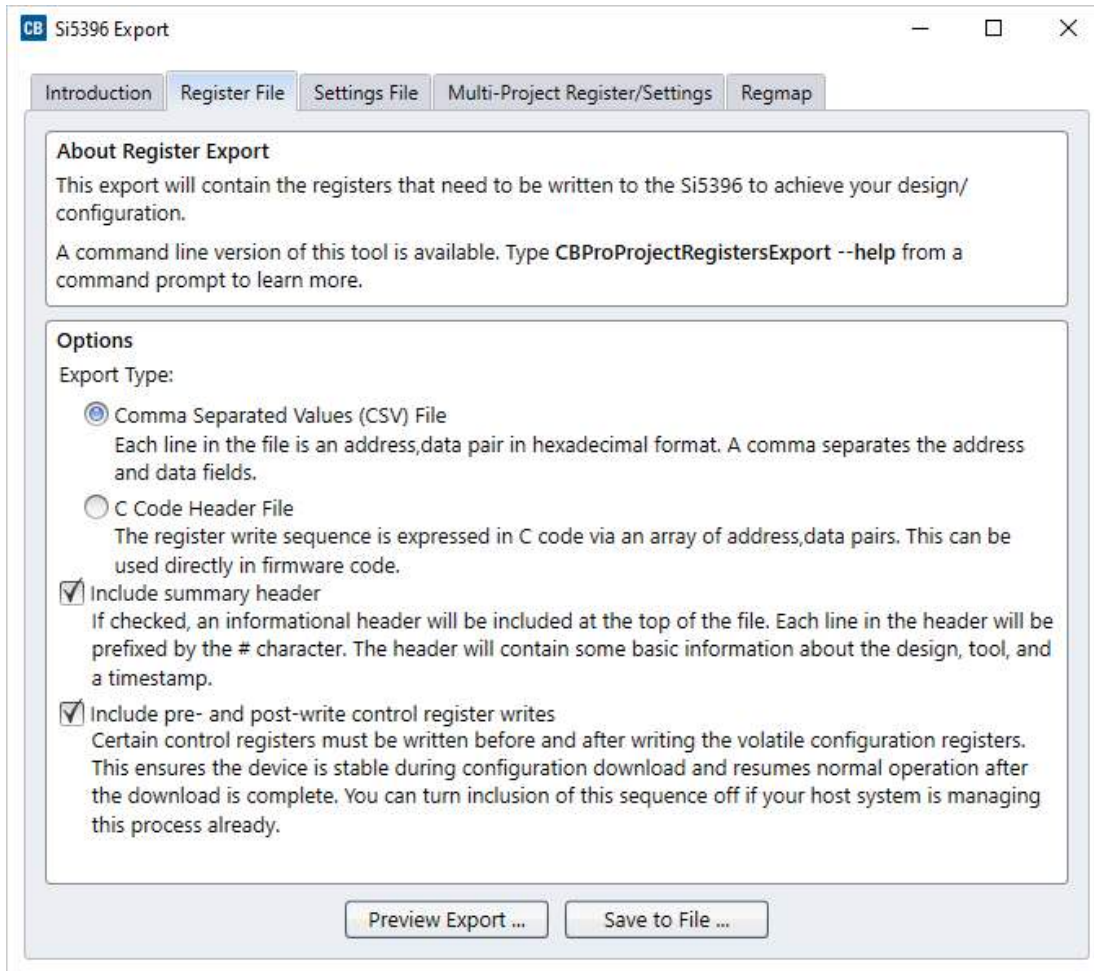 CB Si5396 Export
Introduction Register File Settings File Multi-Project Register/Settings Regmap
About Register Export
This export will contain the registers that need to be written to the Si5396 to achieve your design/
configuration.
A command line version of this tool is available. Type CBProProjectRegistersExport --help from a
command prompt to learn more.
Options
Export Type:
Comma Separated Values (CSV) File
Each line in the file is an address,data pair in hexadecimal format. A comma separates the address
and data fields.
C Code Header File
The register write sequence is expressed in C code via an array of address,data pairs. This can be
used directly in firmware code.
Include summary header
If checked, an informational header will be included at the top of the file. Each line in the header will be
prefixed by the # character. The header will contain some basic information about the design, tool, and
a timestamp.
Include pre- and post-write control register writes
Certain control registers must be written before and after writing the volatile configuration registers.
This ensures the device is stable during configuration download and resumes normal operation after
the download is complete. You can turn inclusion of this sequence off if your host system is managing
this process already.
Preview Export ... Save to File ...